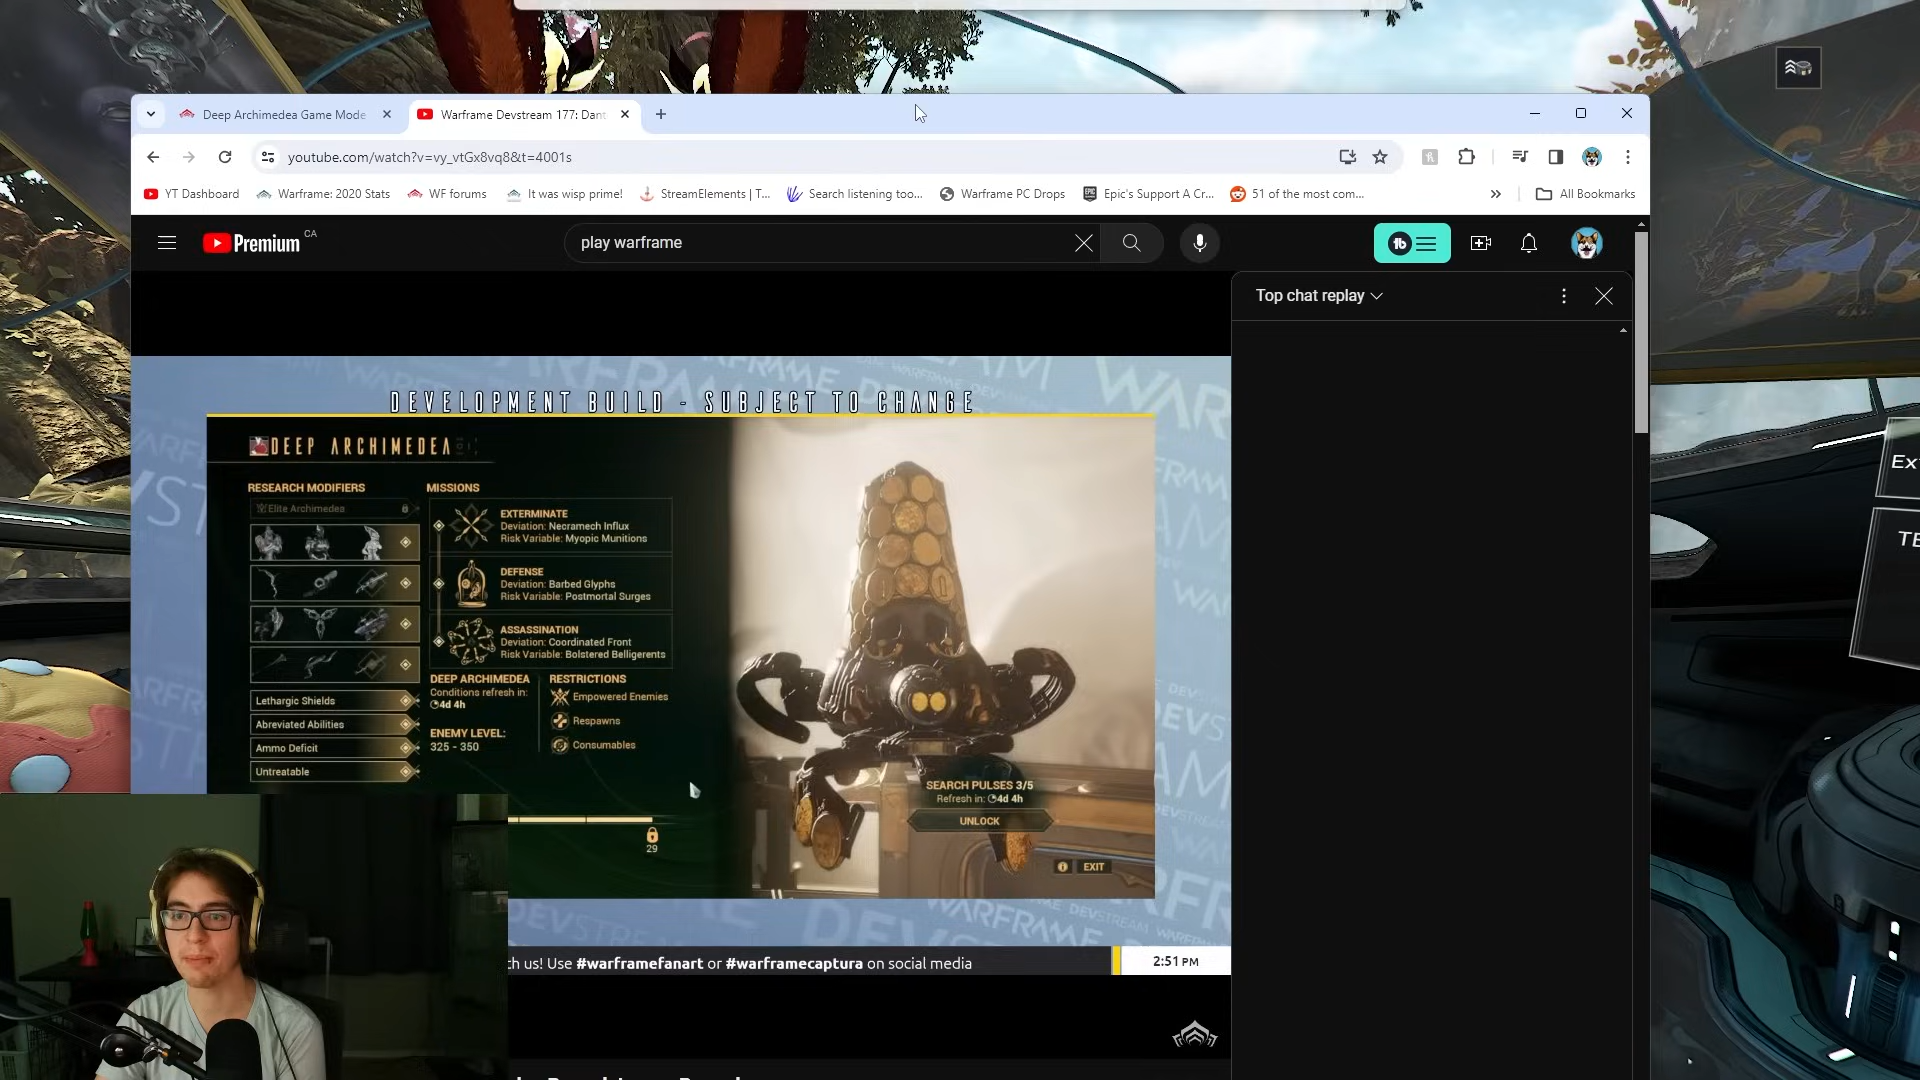 Deep Archimedea Game Mode
Warframe Devstream 177: Dant
youtube.com/watch?v=vy_vtGx8vq8&t=4001s
YT Dashboard
Warframe: 2020 Stats
WF forums
It was wisp prime!
StreamElements | T...
Search listening too...
Warframe PC Drops
Epic's Support A Cr...
51 of the most com...
All Bookmarks
Premium CA
play warframe
Top chat replay
DEVELOPMENT BUILD - SUBJECT TO CHANGE
DEEP ARCHIMEDEA
RESEARCH MODIFIERS
Elite Archimedea
Lethargic Shields
Abreviated Abilities
Ammo Deficit
Untreatable
MISSIONS
EXTERMINATE
Deviation: Necramech Influx
Risk Variable: Myopic Munitions
DEFENSE
Deviation: Barbed Glyphs
Risk Variable: Postmortal Surges
ASSASSINATION
Deviation: Coordinated Front
Risk Variable: Bolstered Belligerents
DEEP ARCHIMEDEA
Conditions refresh in:
4d 4h
ENEMY LEVEL:
325 - 350
RESTRICTIONS
Empowered Enemies
Respawns
Consumables
29
SEARCH PULSES 3/5
Refresh in: 4d 4h
UNLOCK
EXIT
th us! Use #warframefanart or #warframecaptura on social media
2:51 PM
Ex
TE